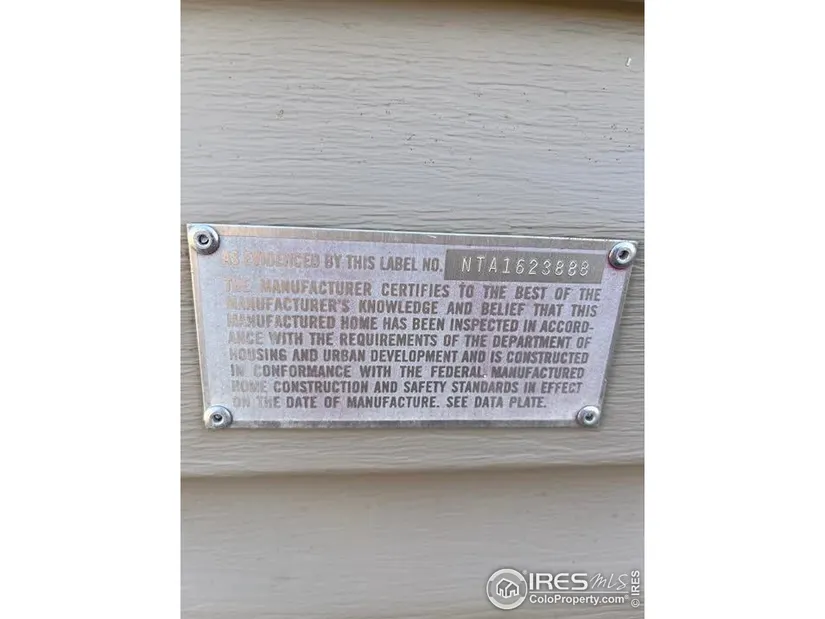 AS EVIDENCED BY THIS LABEL NO. NTA1623888
THE MANUFACTURER CERTIFIES TO THE BEST OF THE
MANUFACTURER'S KNOWLEDGE AND BELIEF THAT THIS
MANUFACTURED HOME HAS BEEN INSPECTED IN ACCORD-
ANCE WITH THE REQUIREMENTS OF THE DEPARTMENT OF
HOUSING AND URBAN DEVELOPMENT AND IS CONSTRUCTED
IN CONFORMANCE WITH THE FEDERAL MANUFACTURED
HOME CONSTRUCTION AND SAFETY STANDARDS IN EFFECT
ON THE DATE OF MANUFACTURE. SEE DATA PLATE.
IRES MLS
ColoProperty.com
© IRES